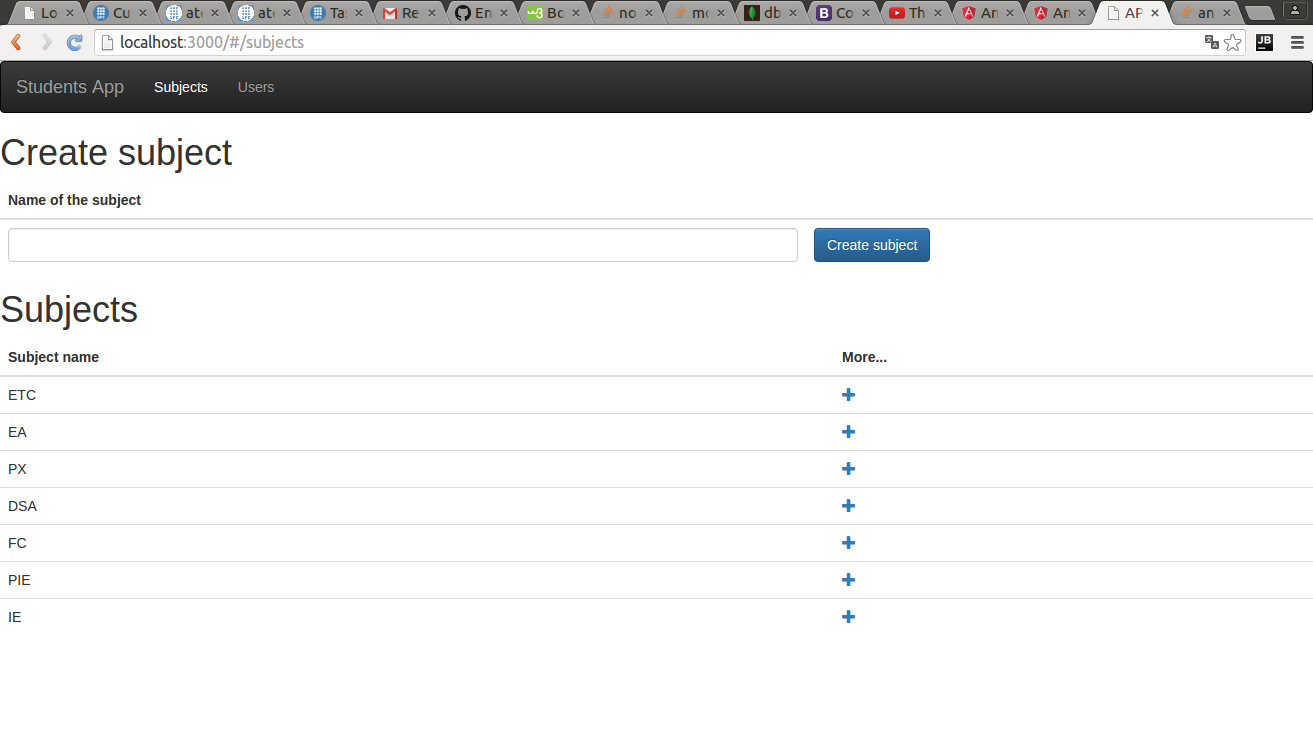 Lo Cu ate ate Ta Re En Bo no mo db Co Th An An AP an
localhost:3000/#/subjects
JB
Students App Subjects Users
Create subject
Name of the subject
Create subject
Subjects
Subject name More...
ETC
EA
PX
DSA
FC
PIE
IE